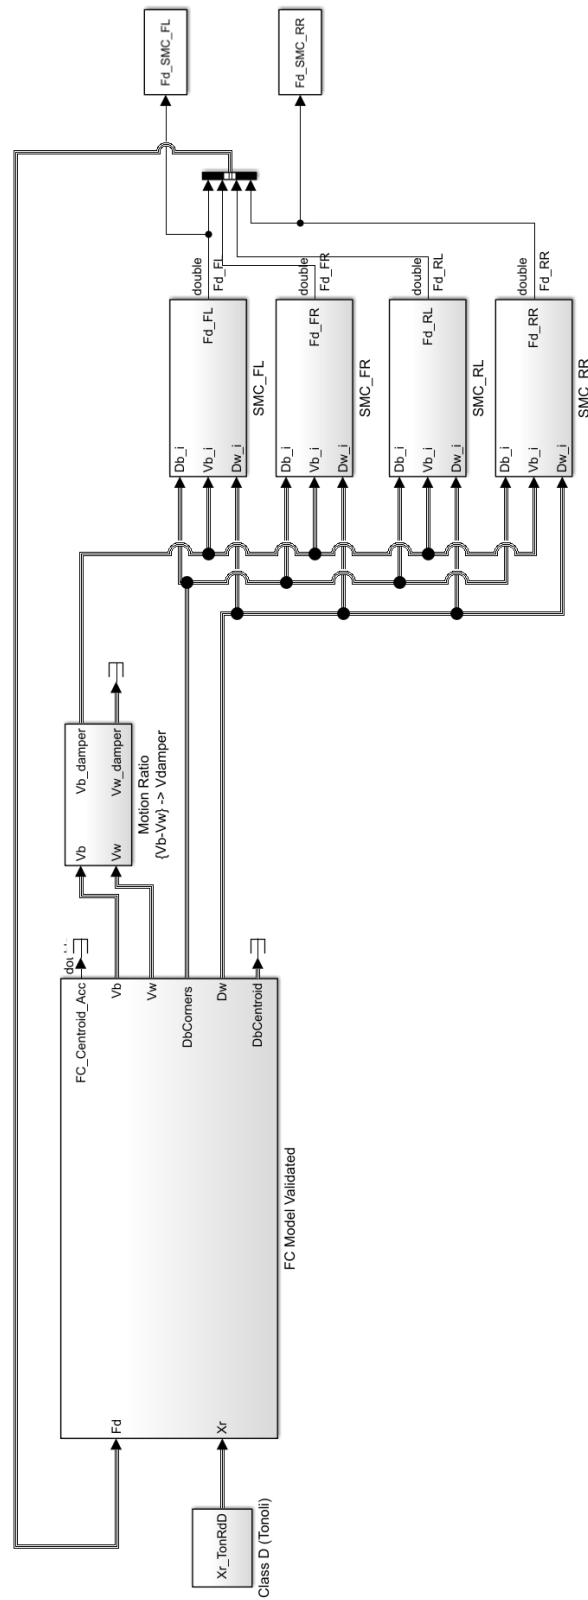 Xr_TonRdD
Class D (Tonoli)
Fd
Xr
FC_Centroid_Acc
Vb
Vw
DbCorners
Dw
DbCentroid
FC Model Validated
Vb
Vw
Vb_damper
Vw_damper
Motion Ratio
{Vb-Vw} -> Vdamper
Db_i
Vb_i
Dw_i
Fd_FL
SMC_FL
double
Fd_FL
Db_i
Vb_i
Dw_i
Fd_FR
SMC_FR
double
Fd_FR
Db_i
Vb_i
Dw_i
Fd_RL
SMC_RL
double
Fd_RL
Db_i
Vb_i
Dw_i
Fd_RR
SMC_RR
double
Fd_RR
Fd_SMC_FL
Fd_SMC_RR